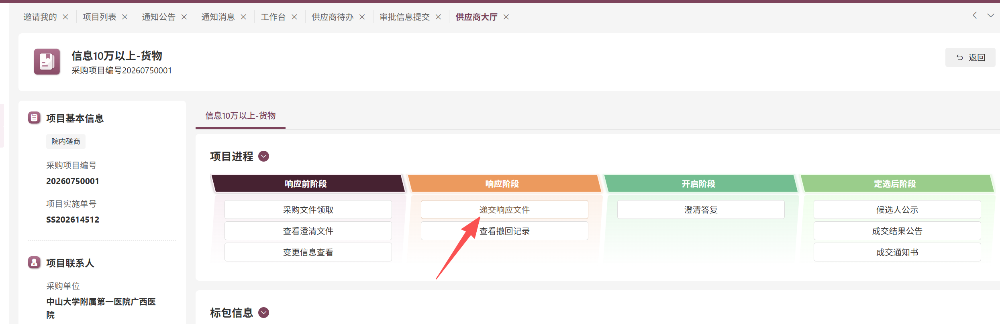 邀请我的 项目列表 通知公告 通知消息 工作台 供应商待办 审批信息提交 供应商大厅
信息10万以上-货物
采购项目编号20260750001
返回
项目基本信息
院内磋商
采购项目编号
20260750001
项目实施单号
SS202614512
项目联系人
采购单位
中山大学附属第一医院广西医
院
信息10万以上-货物
项目进程
响应前阶段 响应阶段 开启阶段 定选后阶段
采购文件领取 递交响应文件 澄清答复 候选人公示
查看澄清文件 查看撤回记录 成交结果公告
变更信息查看 成交通知书
标包信息